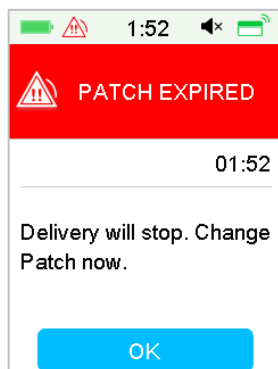 1:52
PATCH EXPIRED
01:52
Delivery will stop. Change
Patch now.
OK